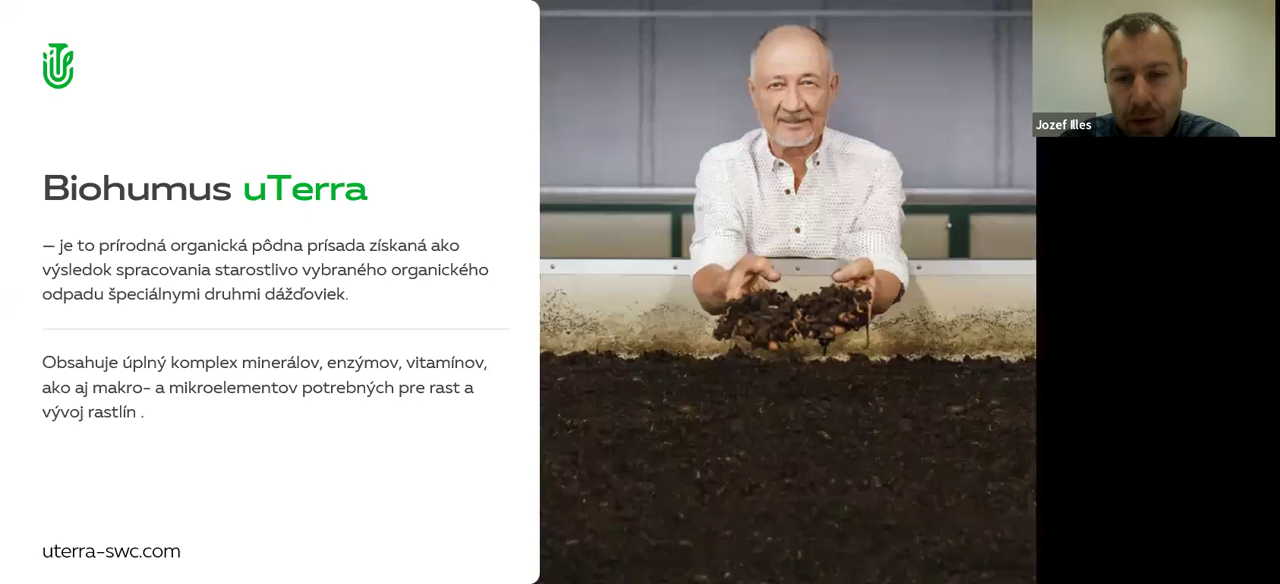 Biohumus uTerra
– je to prírodná organická pôdna prísada získaná ako
výsledok spracovania starostlivo vybraného organického
odpadu špeciálnymi druhmi dážďoviek.
Obsahuje úplný komplex minerálov, enzýmov, vitamínov,
ako aj makro- a mikroelementov potrebných pre rast a
vývoj rastlín .
uterra-swc.com
Jozef Illes